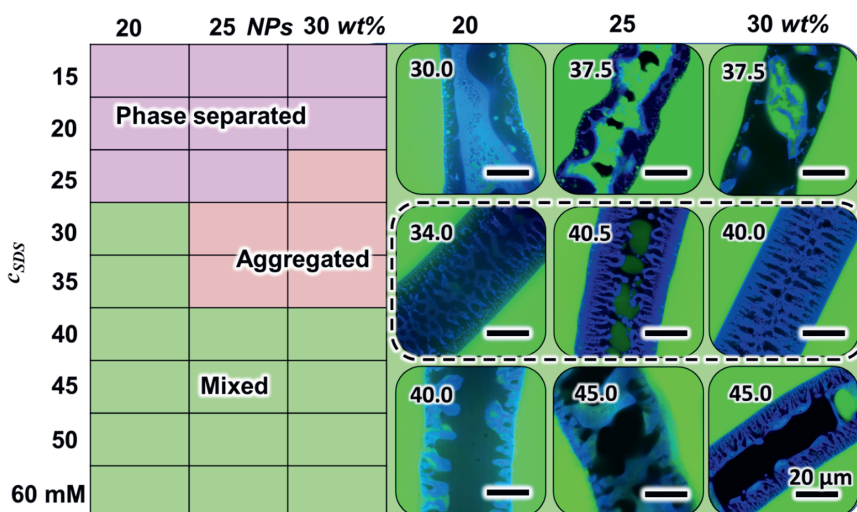 20 25 NPs 30 wt%
15
20
25
30
35
40
45
50
60 mM
cSDS
Phase separated
Aggregated
Mixed
20 25 30 wt%
30.0 37.5 37.5
34.0 40.5 40.0
40.0 45.0 45.0
20 µm